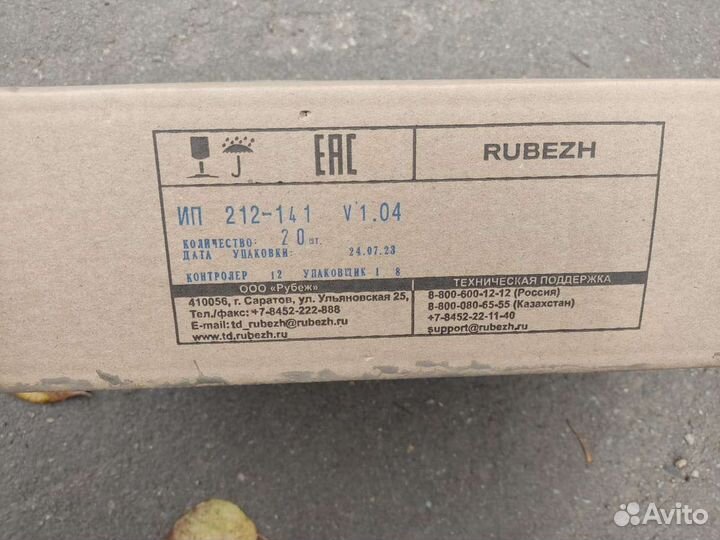 EAC
RUBEZH
ИП 212-141 V1.04
КОЛИЧЕСТВО: 20 шт.
ДАТА УПАКОВКИ: 24.07.23
КОНТРОЛЕР 12 УПАКОВЩИК 1 8
ООО «Рубеж»
410056, г. Саратов, ул. Ульяновская 25,
Тел./факс: +7-8452-222-888
E-mail: td_rubezh@rubezh.ru
www.td.rubezh.ru
ТЕХНИЧЕСКАЯ ПОДДЕРЖКА
8-800-600-12-12 (Россия)
8-800-080-65-55 (Казахстан)
+7-8452-22-11-40
support@rubezh.ru
Avito